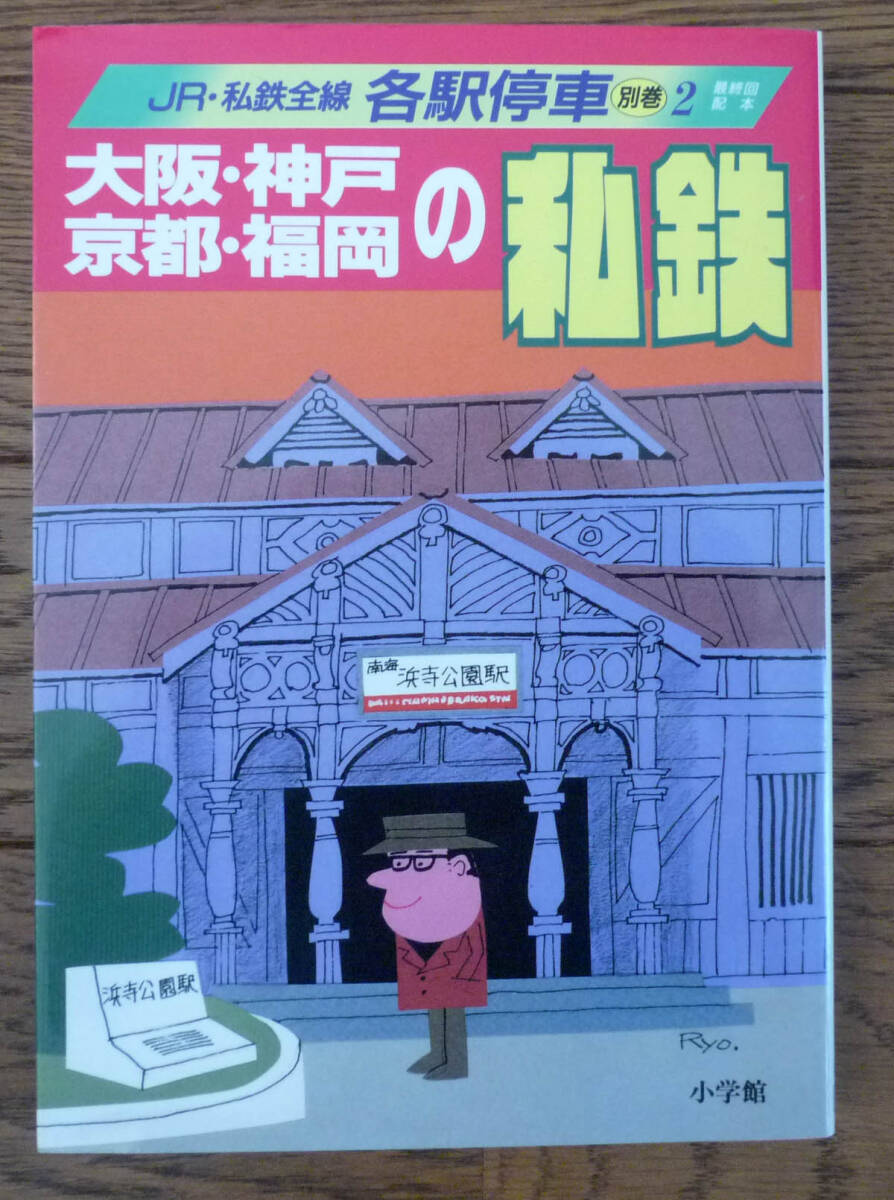 JR・私鉄全線 各駅停車 別巻 2 最終回
配本
大阪・神戸
京都・福岡
の
私鉄
南海 浜寺公園駅
浜寺公園駅
Ryo.
小学館